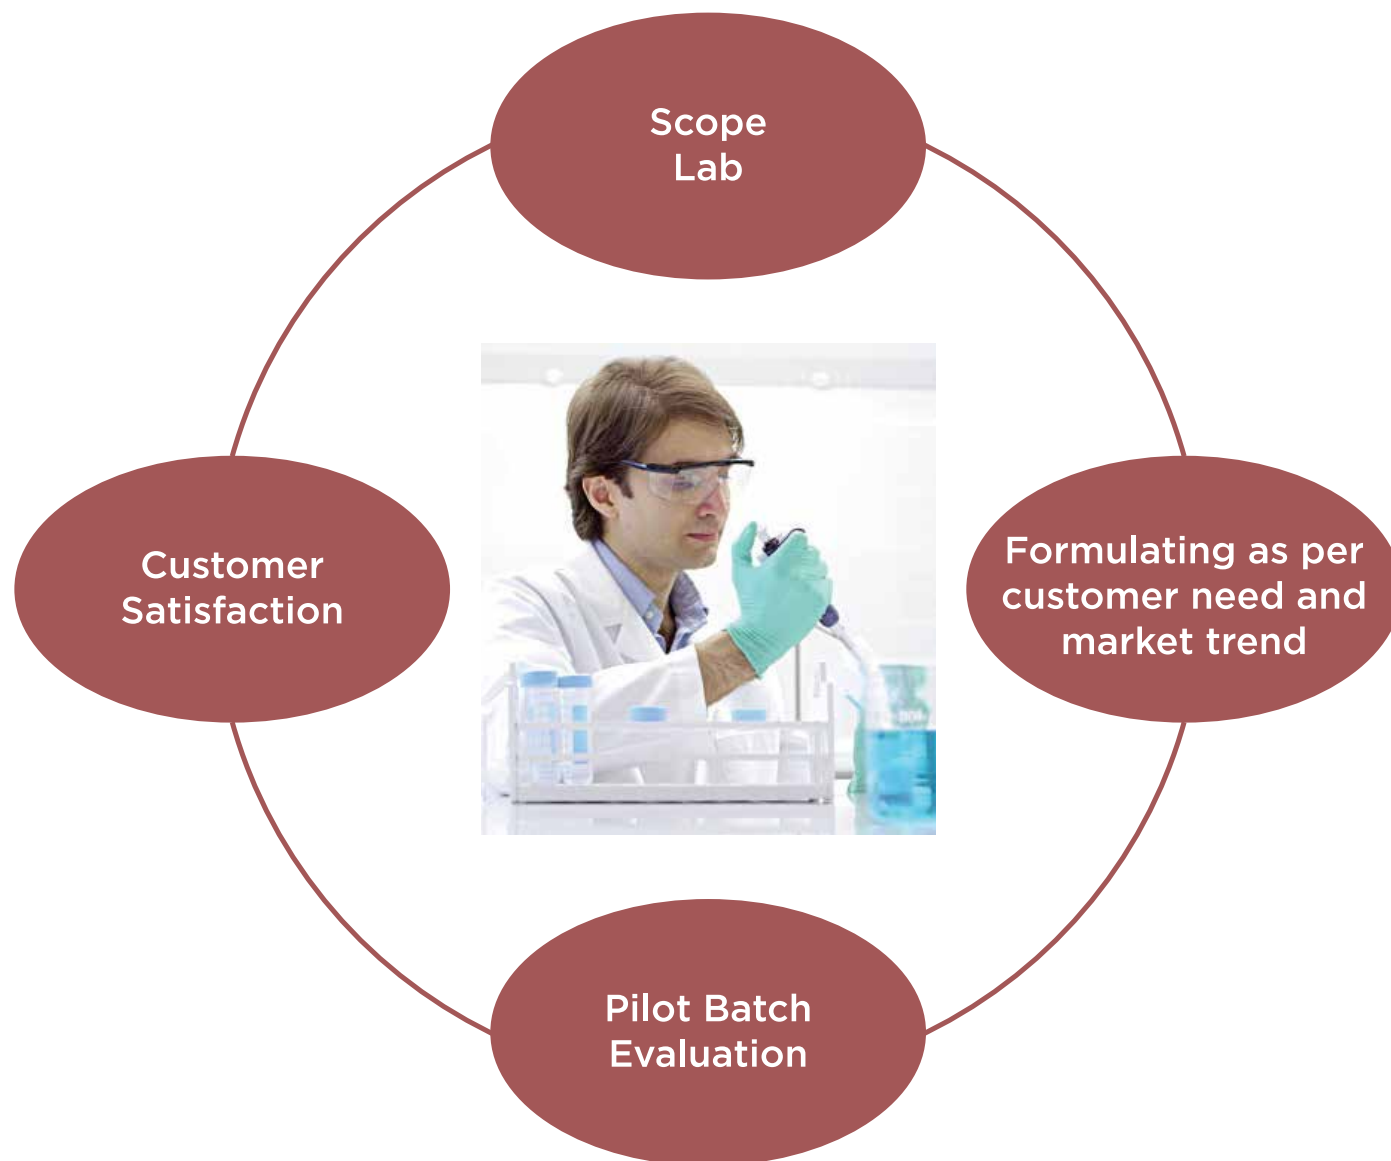 Scope
Lab
Customer
Satisfaction
Formulating as per
customer need and
market trend
Pilot Batch
Evaluation